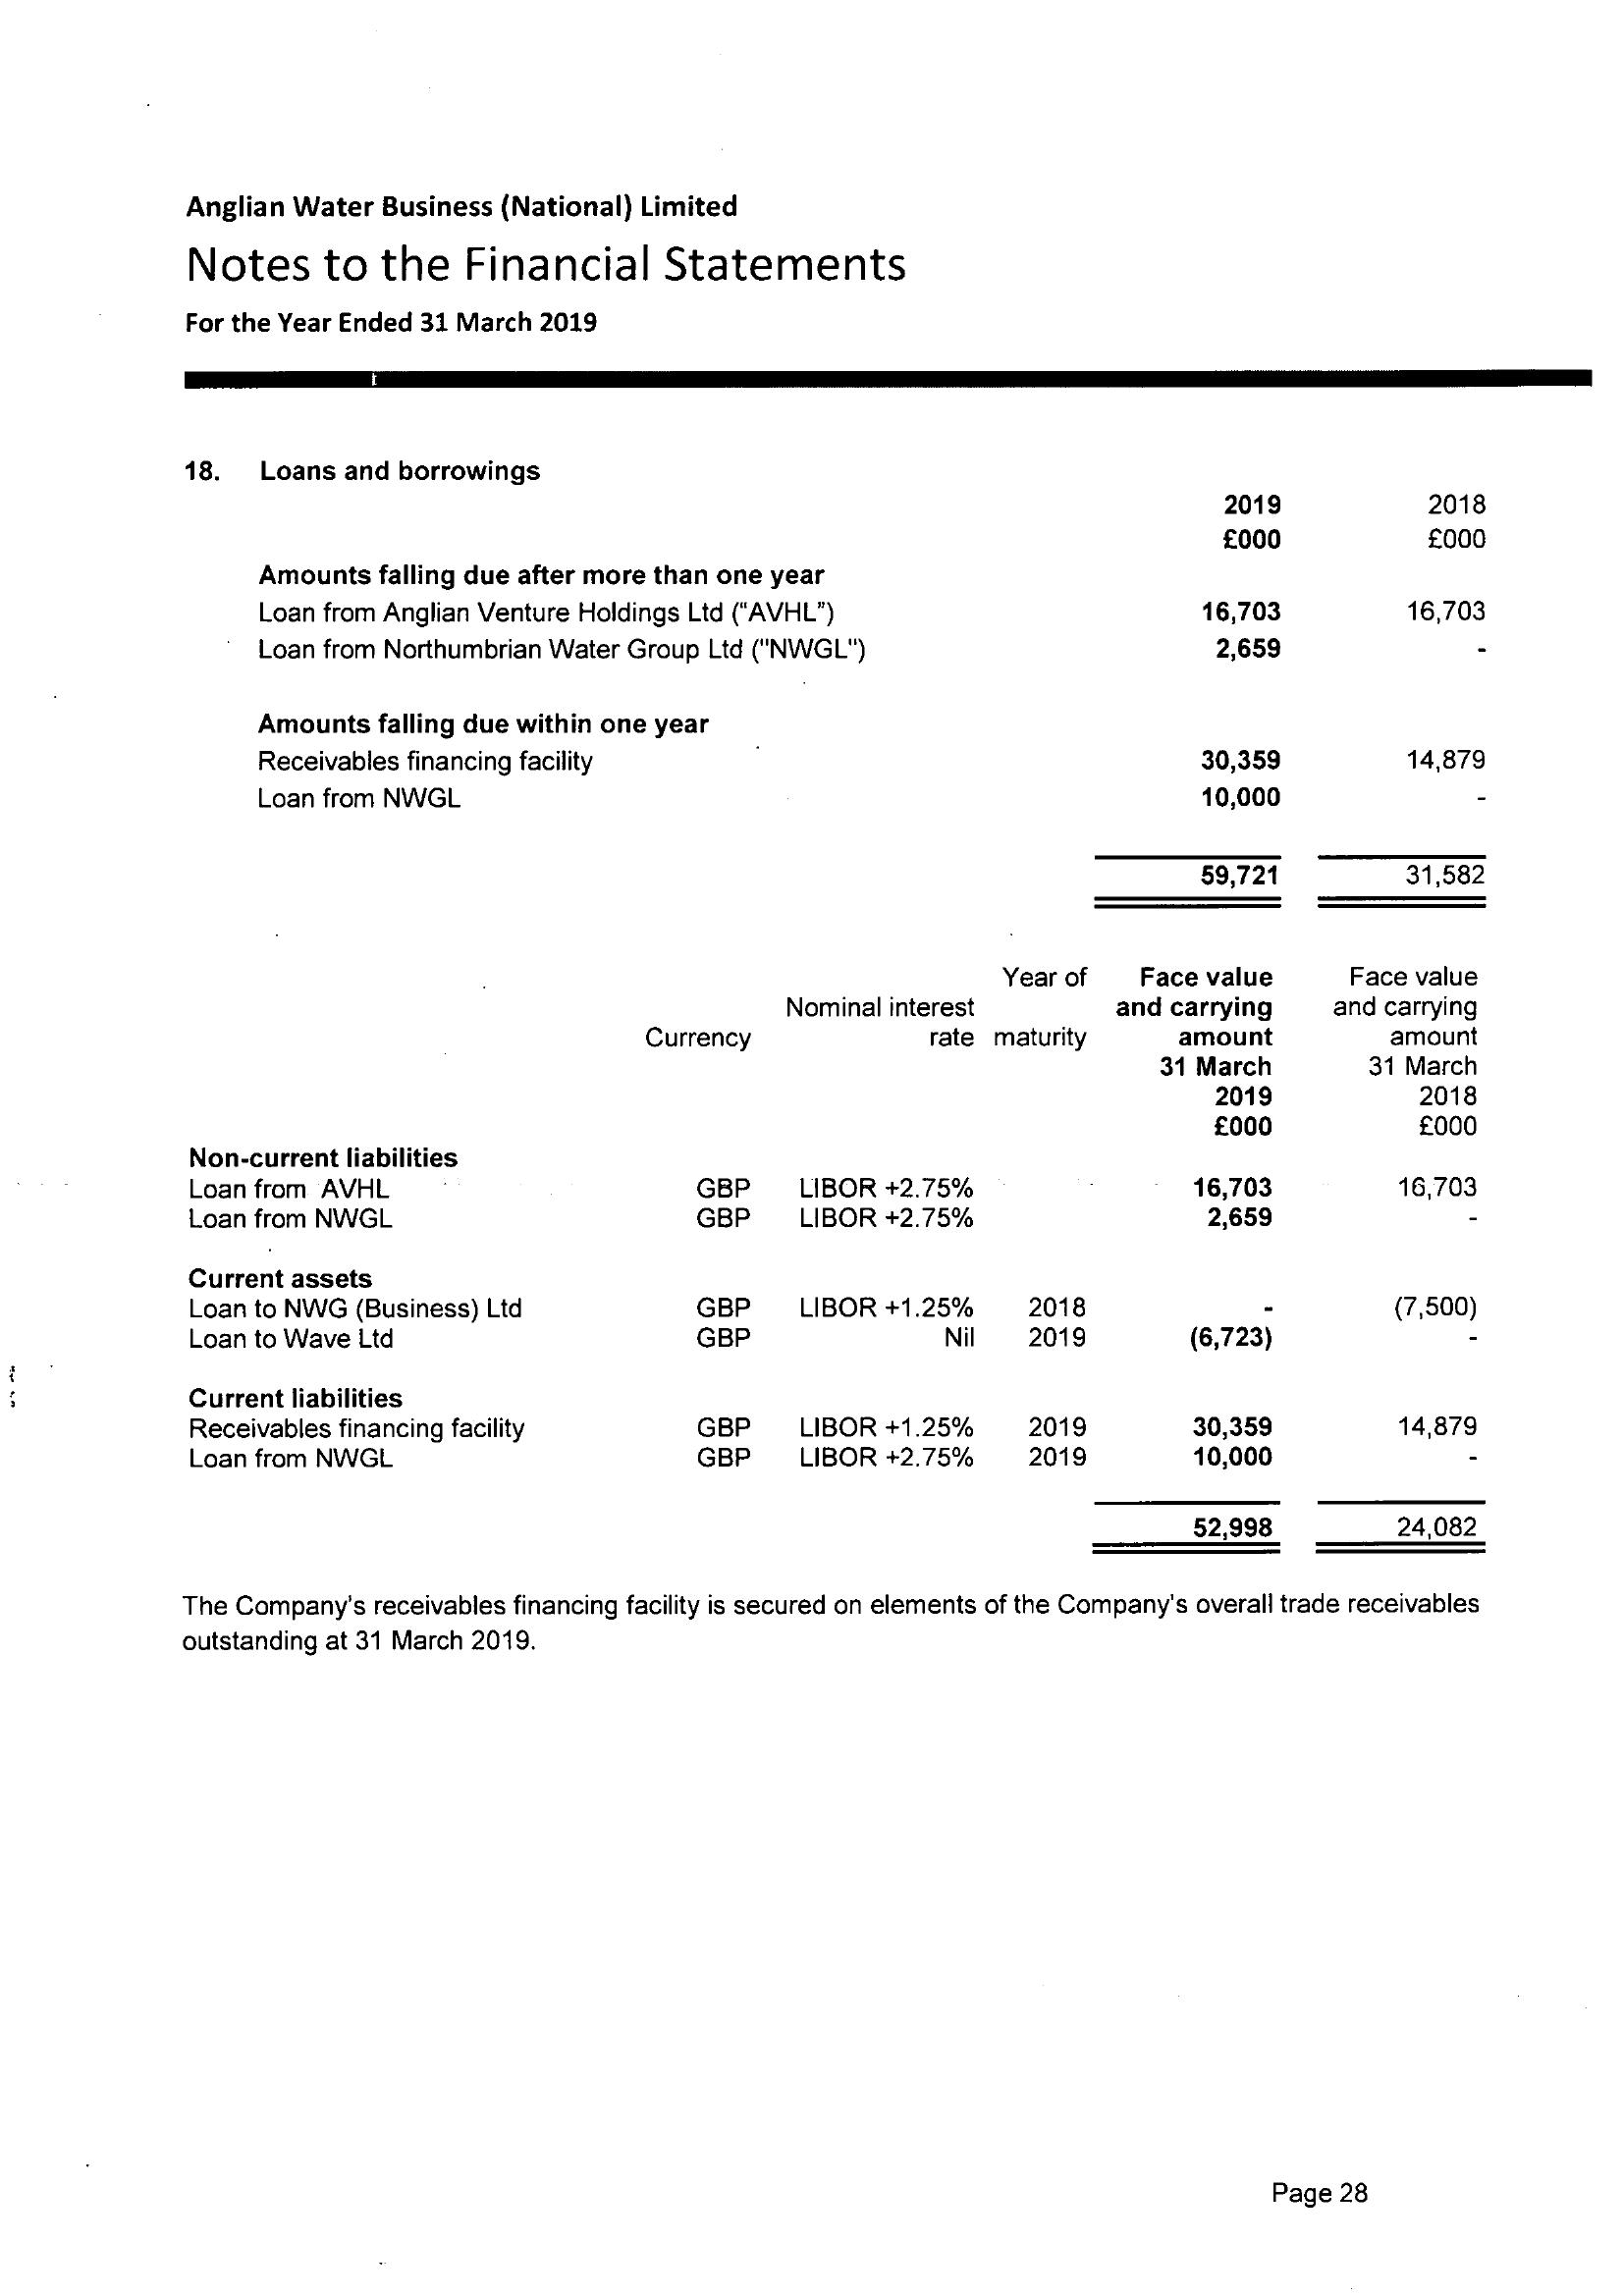 Anglian Water Business (National) Limited
Notes to the Financial Statements
For the Year Ended 31 March 2019
18. Loans and borrowings
2019 2018
£000 £000
Amounts falling due after more than one year
Loan from Anglian Venture Holdings Ltd ("AVHL") 16,703 16,703
Loan from Northumbrian Water Group Ltd ("NWGL") 2,659 -
Amounts falling due within one year
Receivables financing facility 30,359 14,879
Loan from NWGL 10,000 -
59,721 31,582
Year of Face value Face value
Nominal interest and carrying and carrying
Currency rate maturity amount amount
31 March 31 March
2019 2018
£000 £000
Non-current liabilities
Loan from AVHL GBP LIBOR +2.75% 16,703 16,703
Loan from NWGL GBP LIBOR +2.75% 2,659 -
Current assets
Loan to NWG (Business) Ltd GBP LIBOR +1.25% 2018 - (7,500)
Loan to Wave Ltd GBP Nil 2019 (6,723) -
Current liabilities
Receivables financing facility GBP LIBOR +1.25% 2019 30,359 14,879
Loan from NWGL GBP LIBOR +2.75% 2019 10,000 -
52,998 24,082
The Company's receivables financing facility is secured on elements of the Company's overall trade receivables
outstanding at 31 March 2019.
Page 28